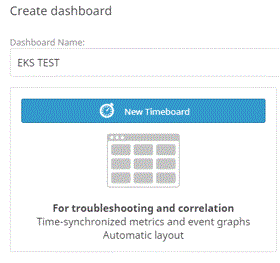 Create dashboard
Dashboard Name:
EKS TEST
New Timeboard
For troubleshooting and correlation
Time-synchronized metrics and event graphs
Automatic layout